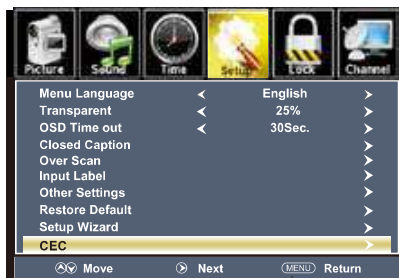 Picture Sound Time Setup Lock Channel
Menu Language English
Transparent 25%
OSD Time out 30Sec.
Closed Caption
Over Scan
Input Label
Other Settings
Restore Default
Setup Wizard
CEC
Move Next MENU Return